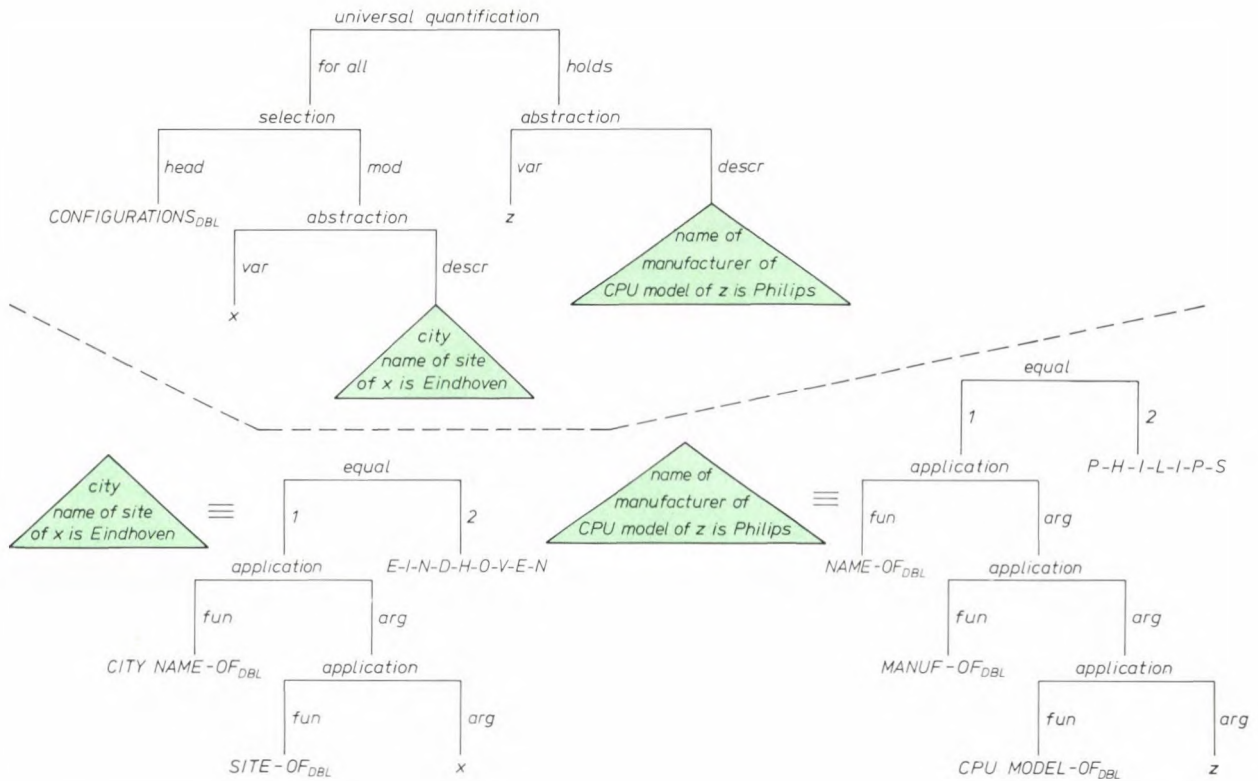 universal quantification
for all
holds
selection
abstraction
head
mod
var
descr
CONFIGURATIONS_DBL
abstraction
z
name of
manufacturer of
CPU model of z is Philips
var
descr
x
city
name of site
of x is Eindhoven
equal
1
2
application
P-H-I-L-I-P-S
city
name of site
of x is Eindhoven
≡
equal
1
2
name of
manufacturer of
CPU model of z is Philips
≡
fun
arg
application
E-I-N-D-H-O-V-E-N
NAME-OF_DBL
application
fun
arg
fun
arg
CITY NAME-OF_DBL
application
MANUF-OF_DBL
application
fun
arg
fun
arg
SITE-OF_DBL
x
CPU MODEL-OF_DBL
z